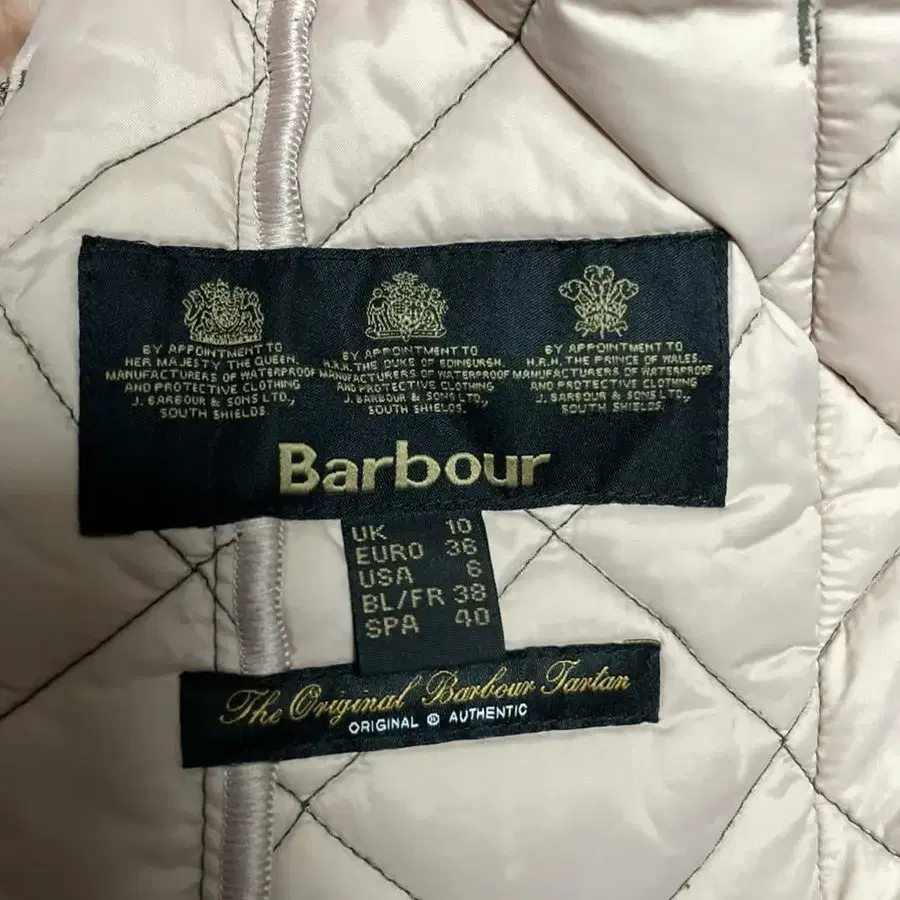 BY APPOINTMENT TO
HER MAJESTY THE QUEEN.
MANUFACTURERS OF WATERPROOF
AND PROTECTIVE CLOTHING
J. BARBOUR & SONS LTD.,
SOUTH SHIELDS.
BY APPOINTMENT TO
H.R.H. THE DUKE OF EDINBURGH
MANUFACTURERS OF WATERPROOF
AND PROTECTIVE CLOTHING
J. BARBOUR & SONS LTD.,
SOUTH SHIELDS.
BY APPOINTMENT TO
H.R.H. THE PRINCE OF WALES.
MANUFACTURERS OF WATERPROOF
AND PROTECTIVE CLOTHING
J. BARBOUR & SONS LTD.,
SOUTH SHIELDS.
Barbour
UK 10
EURO 36
USA 6
BL/FR 38
SPA 40
The Original Barbour Tartan
ORIGINAL ® AUTHENTIC